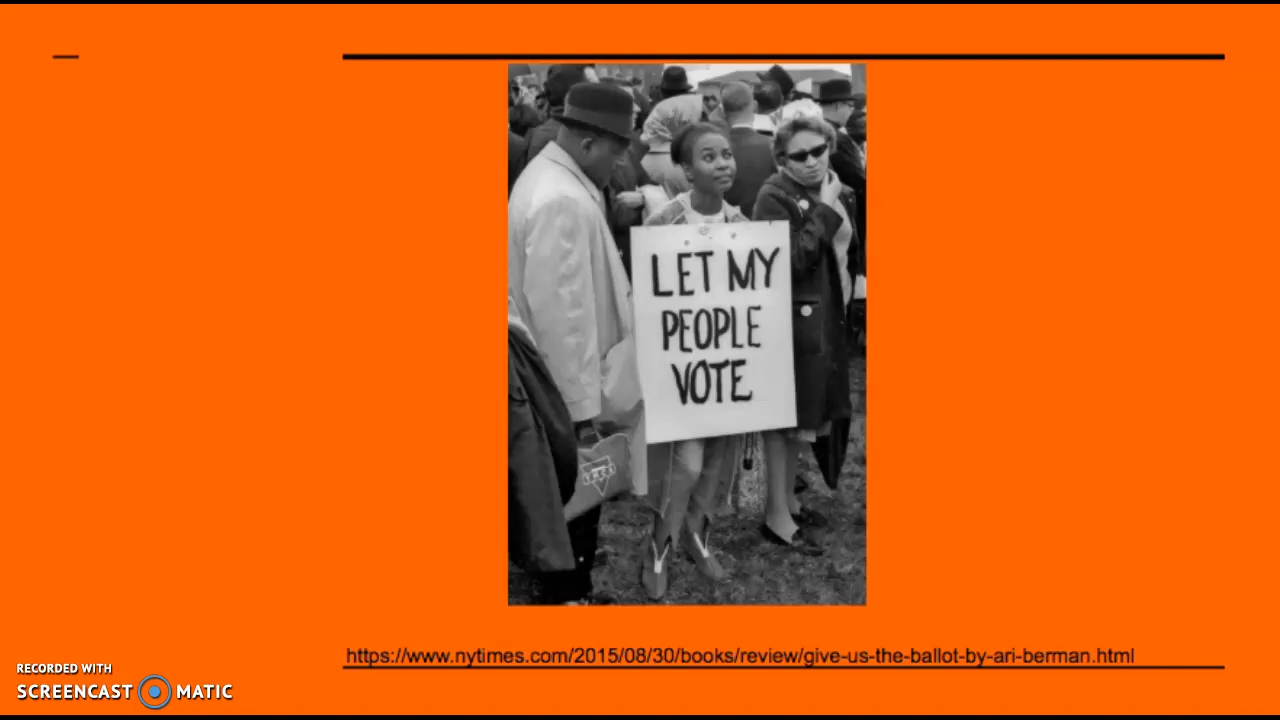 LET MY
PEOPLE
VOTE
YMCA
https://www.nytimes.com/2015/08/30/books/review/give-us-the-ballot-by-ari-berman.html
RECORDED WITH
SCREENCAST MATIC